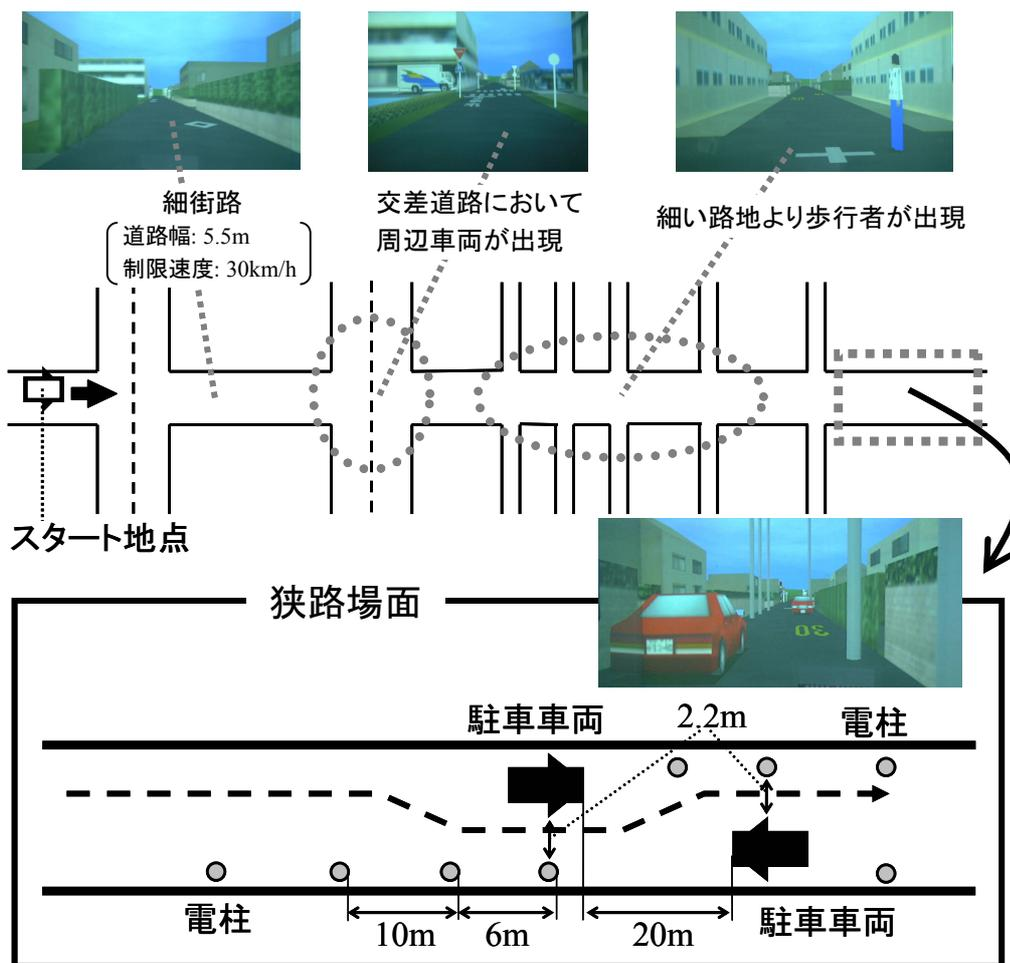 細街路
道路幅: 5.5m
制限速度: 30km/h
交差道路において
周辺車両が出現
細い路地より歩行者が出現
スタート地点
狭路場面
30
駐車車両
2.2m
電柱
電柱
10m
6m
20m
駐車車両